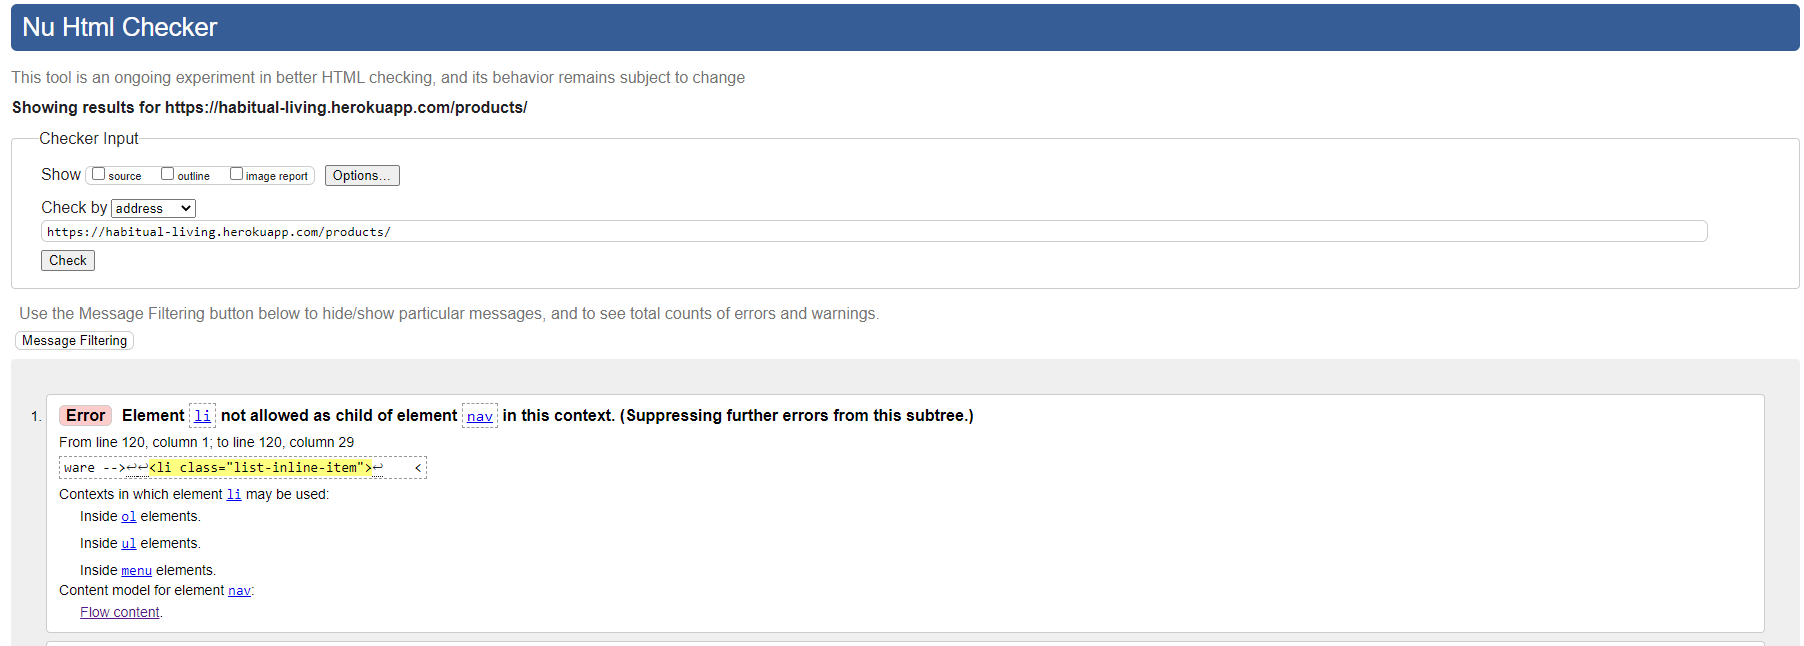 Nu Html Checker
This tool is an ongoing experiment in better HTML checking, and its behavior remains subject to change
Showing results for https://habitual-living.herokuapp.com/products/
Checker Input
Show source outline image report Options...
Check by address
https://habitual-living.herokuapp.com/products/
Check
Use the Message Filtering button below to hide/show particular messages, and to see total counts of errors and warnings.
Message Filtering
1. Error Element li not allowed as child of element nav in this context. (Suppressing further errors from this subtree.)
From line 120, column 1; to line 120, column 29
ware -->↩↩<li class="list-inline-item">↩ <
Contexts in which element li may be used:
Inside ol elements.
Inside ul elements.
Inside menu elements.
Content model for element nav:
Flow content.